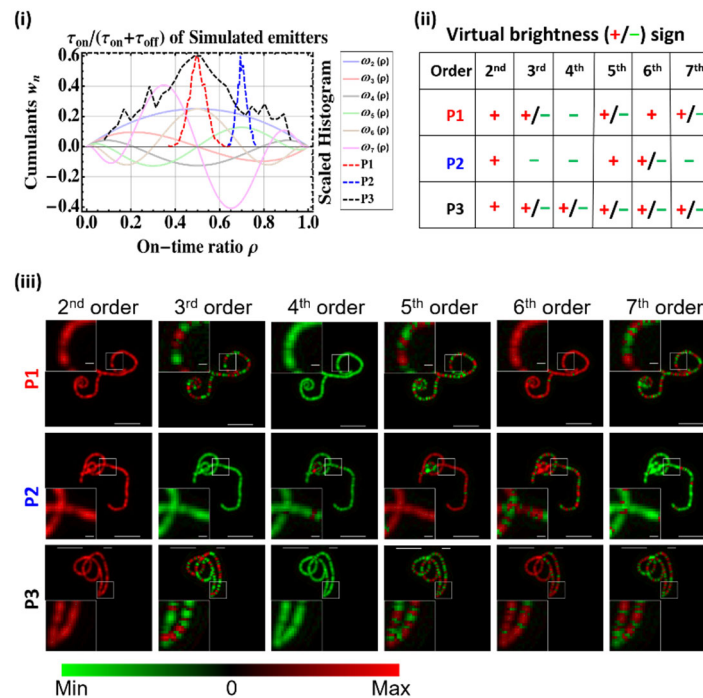 (i)
τon/(τon+τoff) of Simulated emitters
Cumulants wn
0.6
0.4
0.2
0.0
−0.2
−0.4
0.0 0.2 0.4 0.6 0.8 1.0
On-time ratio ρ
Scaled Histogram
ω2 (ρ)
ω3 (ρ)
ω4 (ρ)
ω5 (ρ)
ω6 (ρ)
ω7 (ρ)
P1
P2
P3
(ii)
Virtual brightness (+/−) sign
Order 2nd 3rd 4th 5th 6th 7th
P1 + +/− − +/− + +/−
P2 + − − + +/− −
P3 + +/− +/− +/− +/− +/−
(iii)
2nd order 3rd order 4th order 5th order 6th order 7th order
P1
P2
P3
Min 0 Max